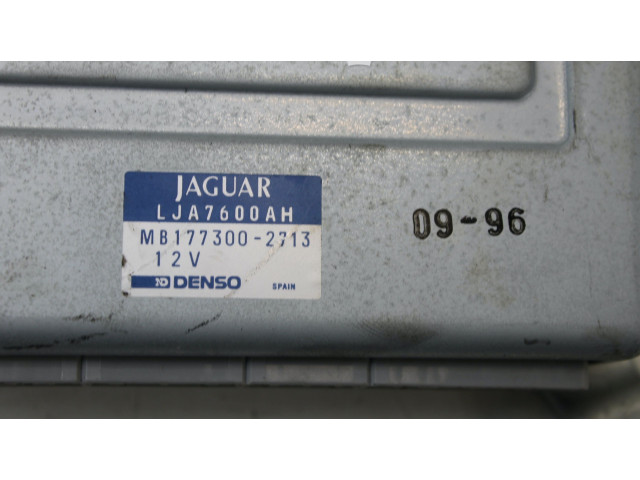 JAGUAR
LJA7600AH
MB177300-2713
12V
DENSO SPAIN
09-96